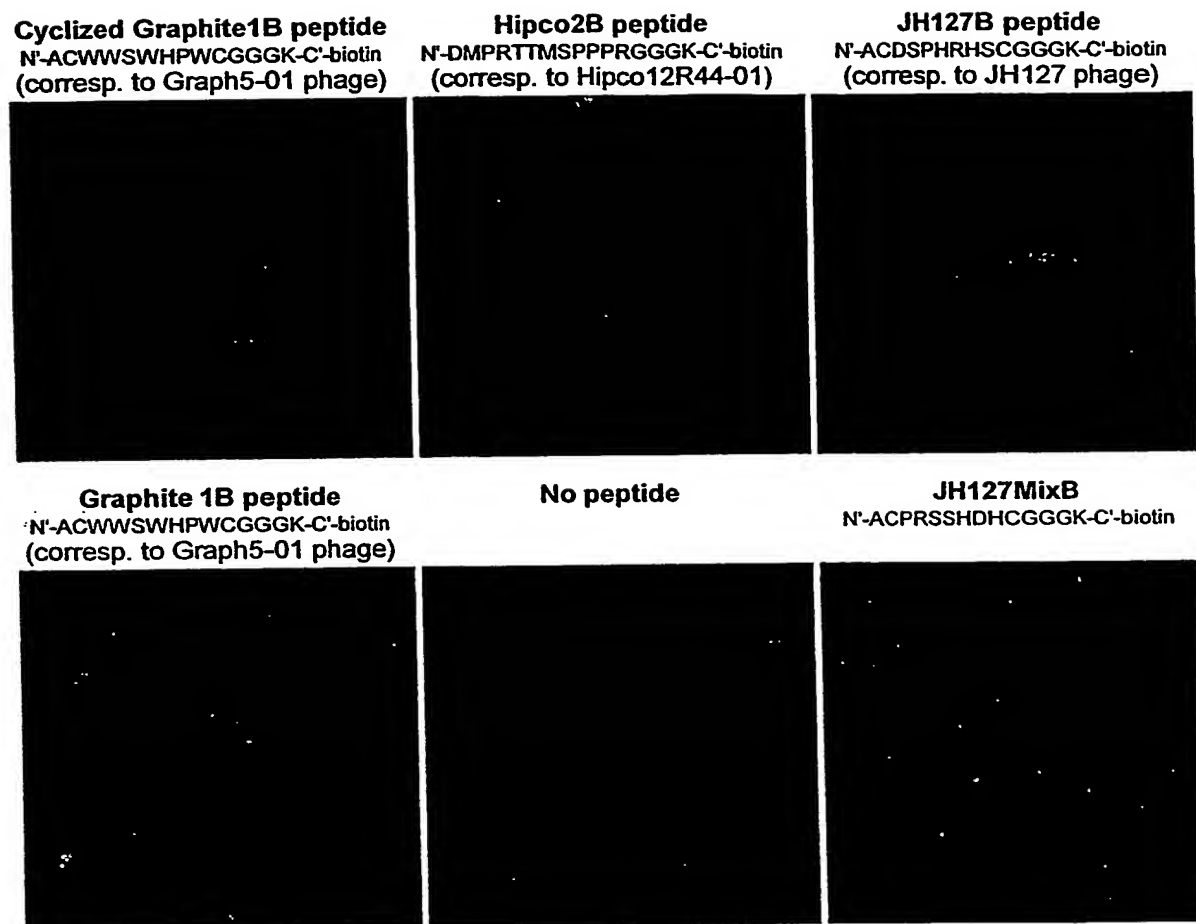 Cyclized Graphite1B peptide
N'-ACWWSWHPWCGGGK-C'-biotin
(corresp. to Graph5-01 phage)
Hipco2B peptide
N'-DMPRTTMSPPPRGGGK-C'-biotin
(corresp. to Hipco12R44-01)
JH127B peptide
N'-ACDSPHRHSCGGGK-C'-biotin
(corresp. to JH127 phage)
Graphite 1B peptide
N'-ACWWSWHPWCGGGK-C'-biotin
(corresp. to Graph5-01 phage)
No peptide
JH127MixB
N'-ACPRSSHDHCGGGK-C'-biotin